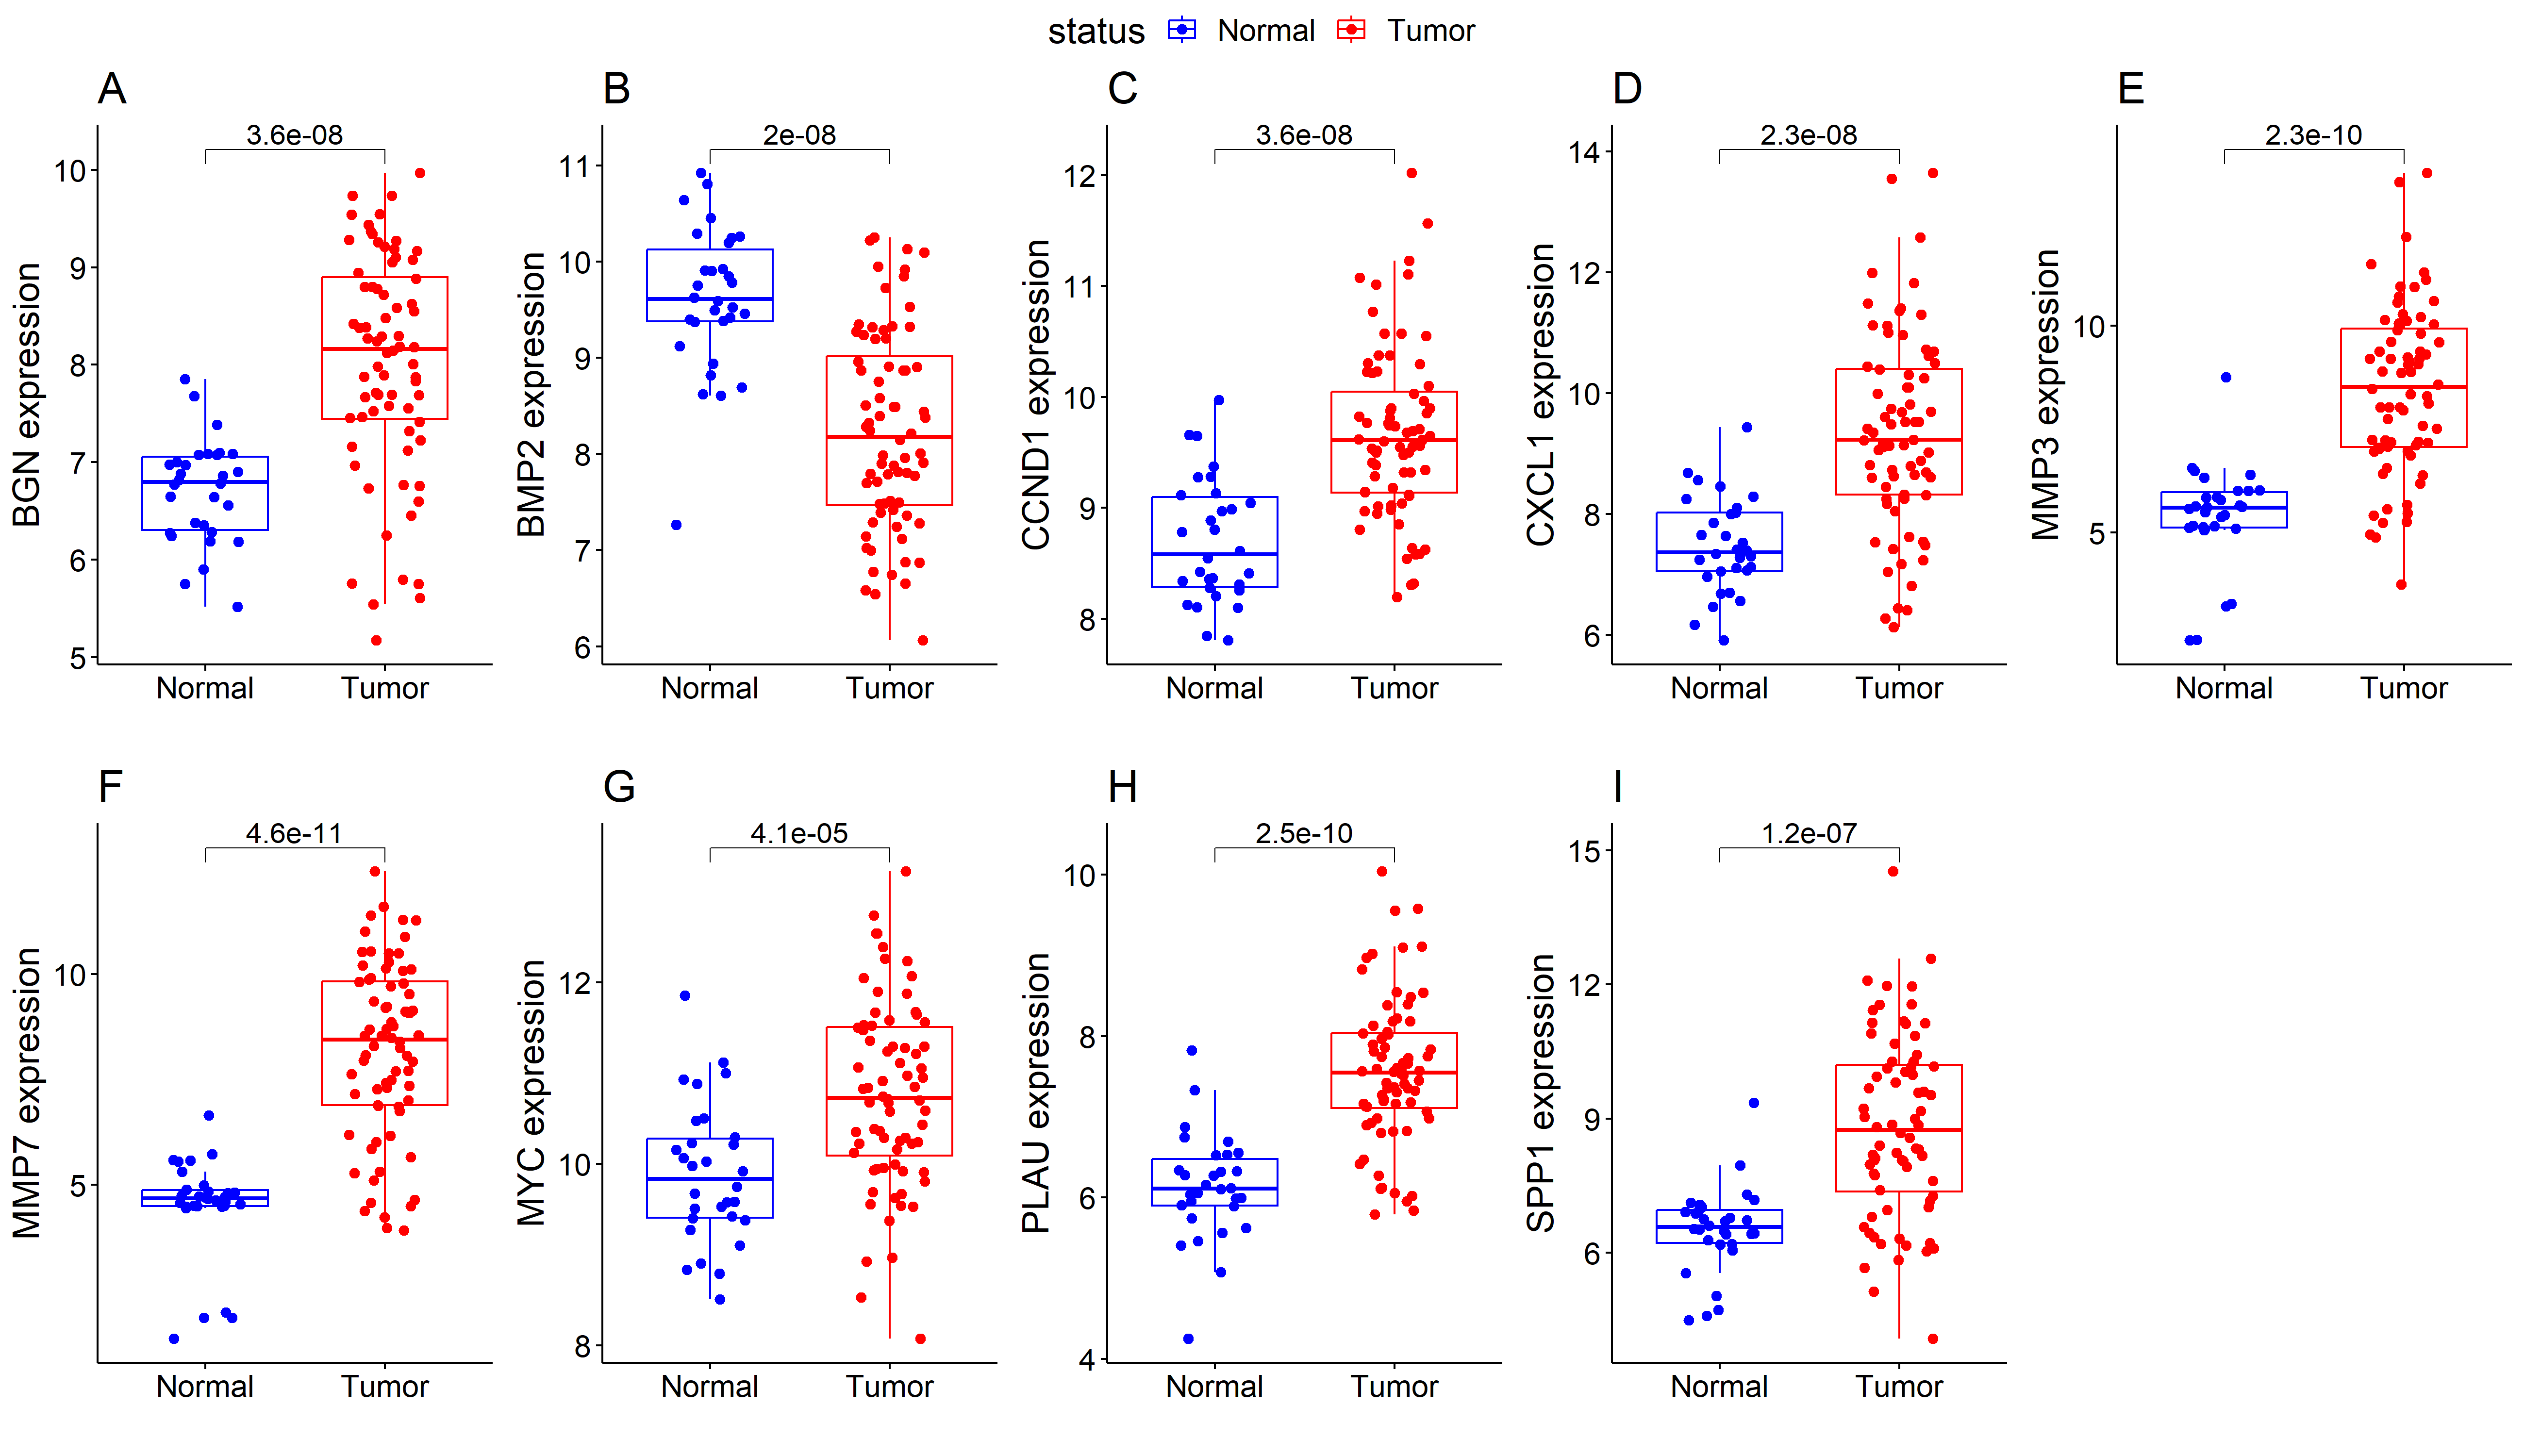 status Normal Tumor
A
3.6e-08
BGN expression
10
9
8
7
6
5
Normal Tumor
B
2e-08
BMP2 expression
11
10
9
8
7
6
Normal Tumor
C
3.6e-08
CCND1 expression
12
11
10
9
8
Normal Tumor
D
2.3e-08
CXCL1 expression
14
12
10
8
6
Normal Tumor
E
2.3e-10
MMP3 expression
10
5
Normal Tumor
F
4.6e-11
MMP7 expression
10
5
Normal Tumor
G
4.1e-05
MYC expression
12
10
8
Normal Tumor
H
2.5e-10
PLAU expression
10
8
6
4
Normal Tumor
I
1.2e-07
SPP1 expression
15
12
9
6
Normal Tumor